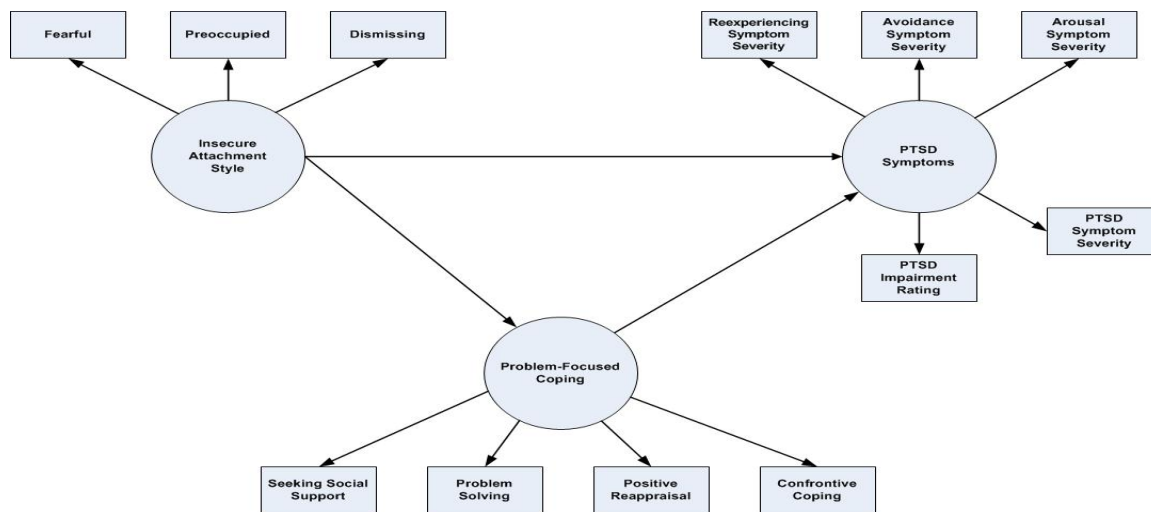 Fearful
Preoccupied
Dismissing
Reexperiencing
Symptom
Severity
Avoidance
Symptom
Severity
Arousal
Symptom
Severity
Insecure
Attachment
Style
PTSD
Symptoms
PTSD
Symptom
Severity
PTSD
Impairment
Rating
Problem-Focused
Coping
Seeking Social
Support
Problem
Solving
Positive
Reappraisal
Confrontive
Coping